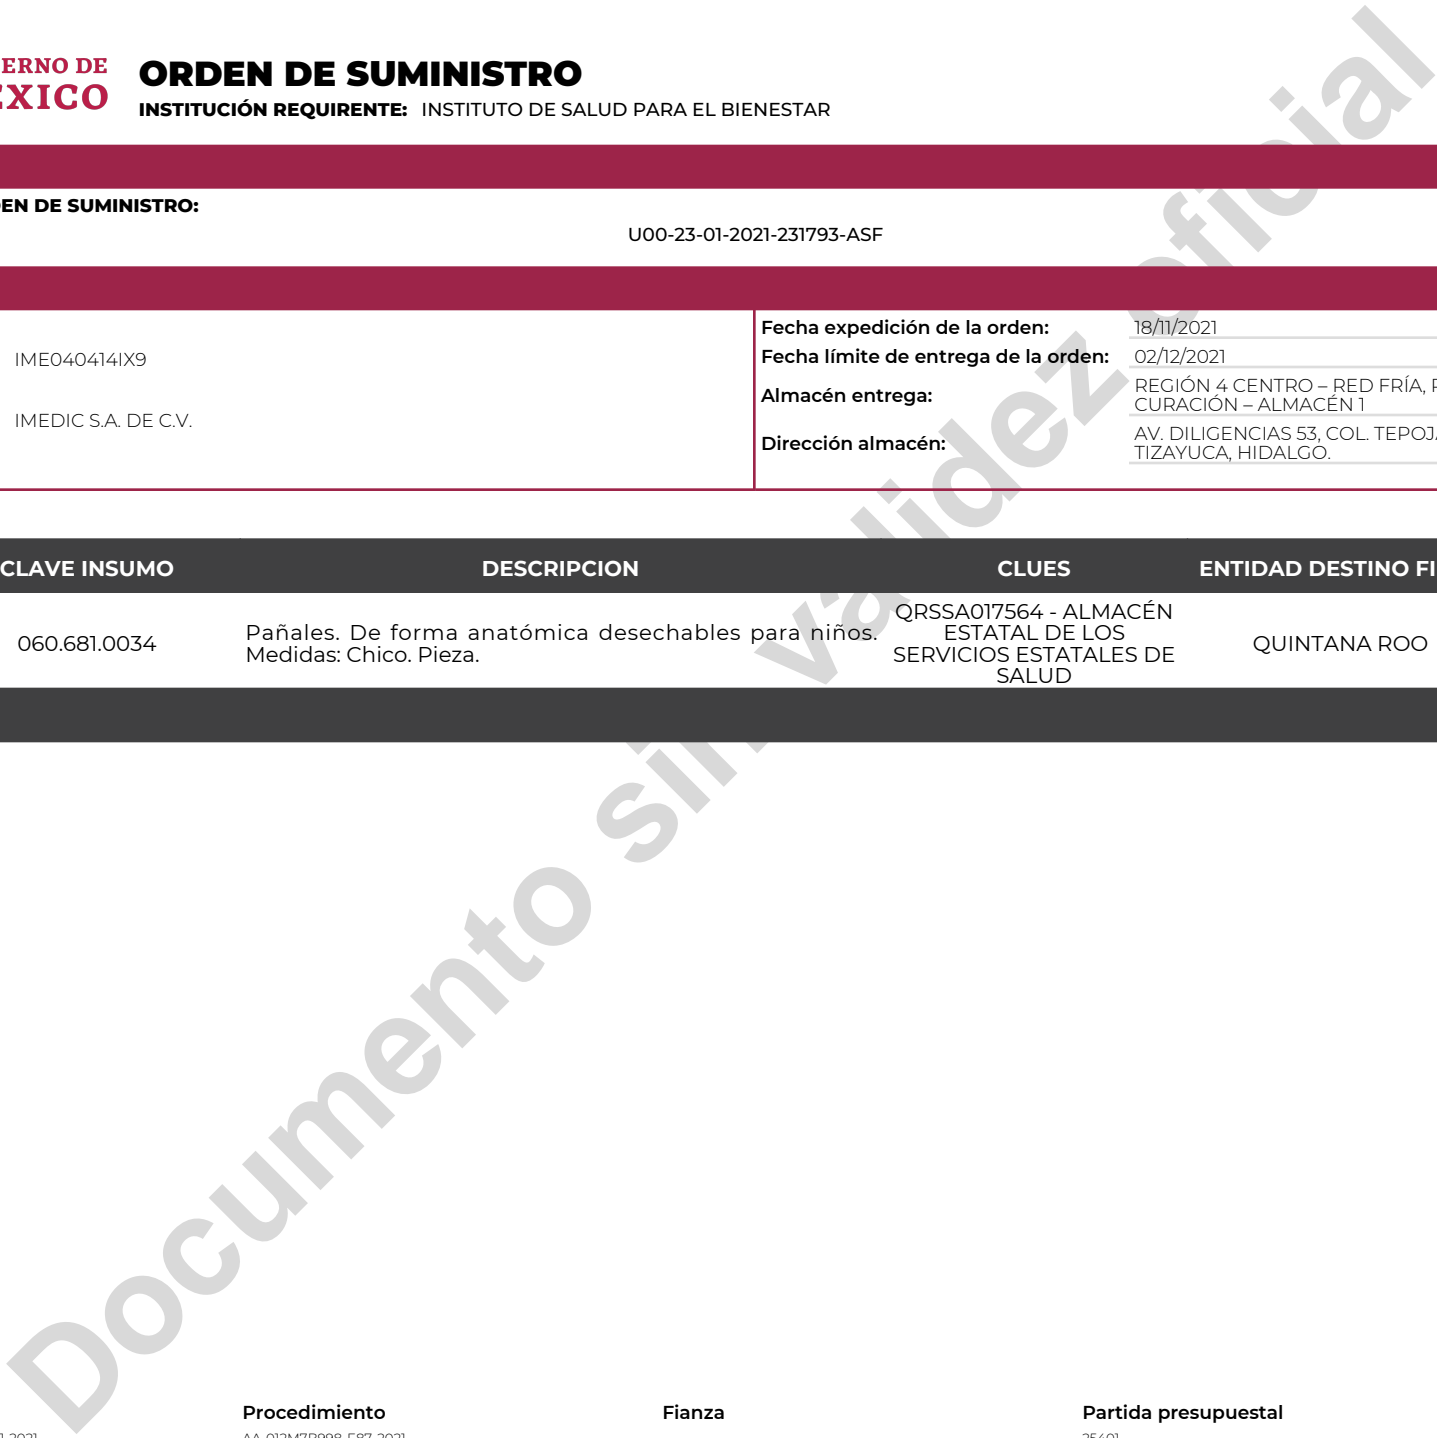 ERNO DE
ÉXICO
ORDEN DE SUMINISTRO
INSTITUCIÓN REQUIRENTE: INSTITUTO DE SALUD PARA EL BIENESTAR
EN DE SUMINISTRO:
U00-23-01-2021-231793-ASF
IME040414IX9
IMEDIC S.A. DE C.V.
Fecha expedición de la orden: 18/11/2021
Fecha límite de entrega de la orden: 02/12/2021
Almacén entrega: REGIÓN 4 CENTRO – RED FRÍA,
CURACIÓN – ALMACÉN 1
Dirección almacén: AV. DILIGENCIAS 53, COL. TEPOJ
TIZAYUCA, HIDALGO.
CLAVE INSUMO DESCRIPCION CLUES ENTIDAD DESTINO FI
060.681.0034
Pañales. De forma anatómica desechables para niños.
Medidas: Chico. Pieza.
QRSSA017564 - ALMACÉN
ESTATAL DE LOS
SERVICIOS ESTATALES DE
SALUD
QUINTANA ROO
Documento sin validez oficial
Procedimiento Fianza Partida presupuestal